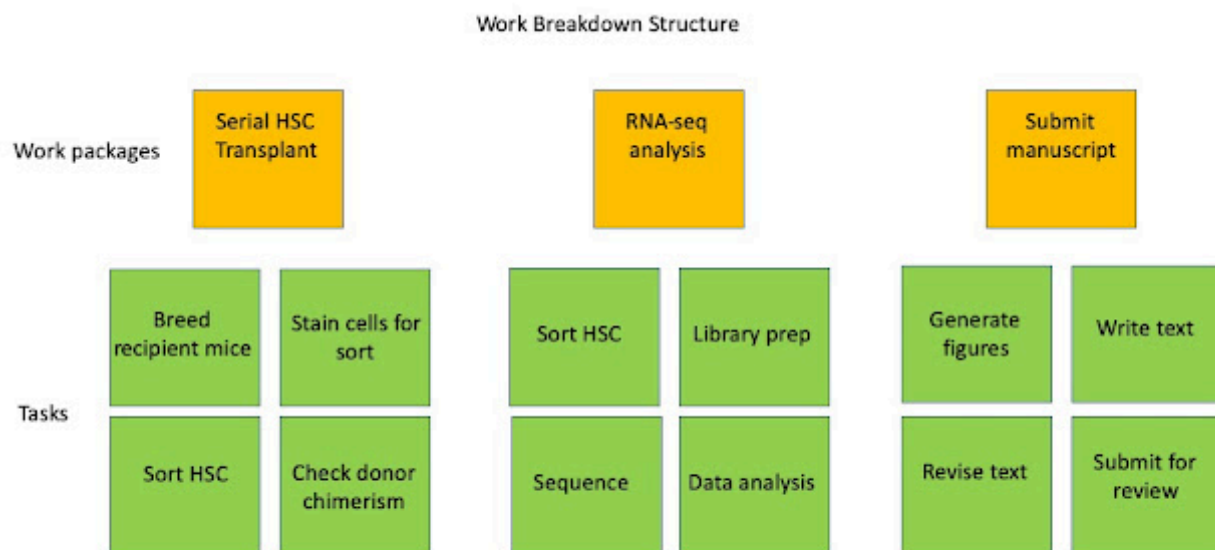 Work Breakdown Structure
Work packages
Serial HSC
Transplant
RNA-seq
analysis
Submit
manuscript
Tasks
Breed
recipient mice
Stain cells for
sort
Sort HSC
Check donor
chimerism
Sort HSC
Library prep
Sequence
Data analysis
Generate
figures
Write text
Revise text
Submit for
review